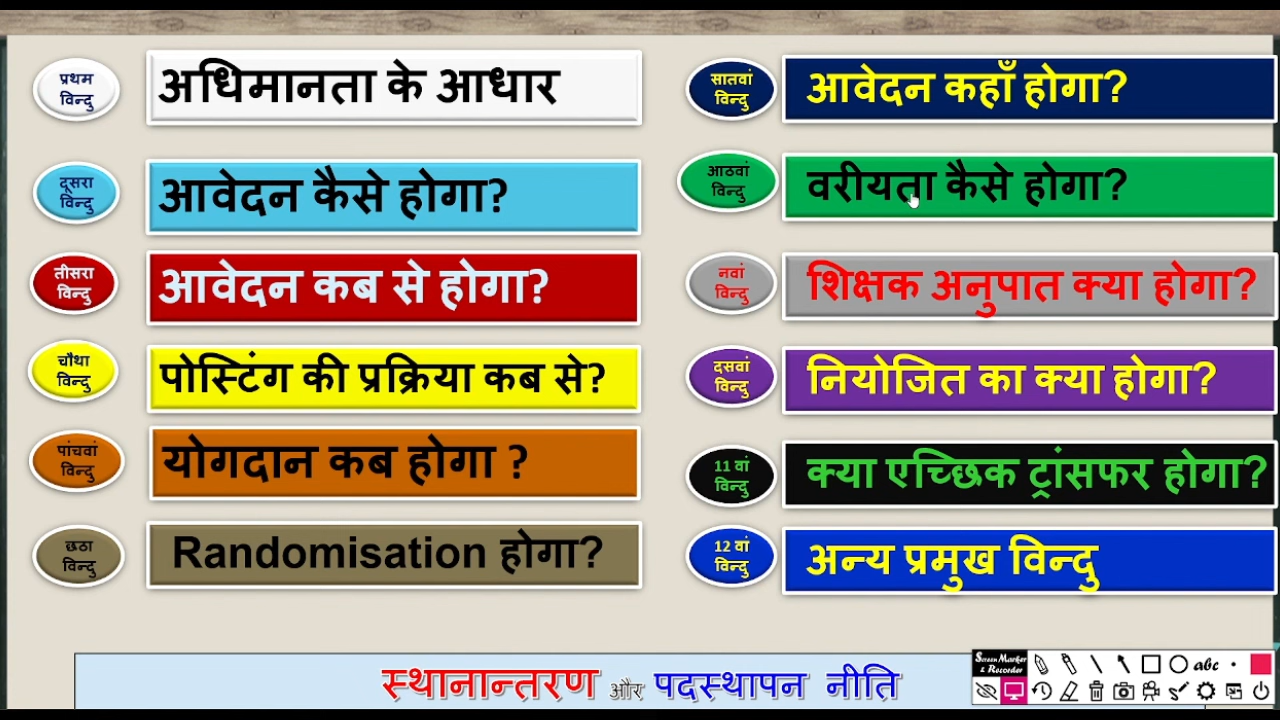 प्रथम
विन्दु
अधिमानता के आधार
दूसरा
विन्दु
आवेदन कैसे होगा?
तीसरा
विन्दु
आवेदन कब से होगा?
चौथा
विन्दु
पोस्टिंग की प्रक्रिया कब से?
पांचवां
विन्दु
योगदान कब होगा ?
छठा
विन्दु
Randomisation होगा?
सातवां
विन्दु
आवेदन कहाँ होगा?
आठवां
विन्दु
वरीयता कैसे होगा?
नवां
विन्दु
शिक्षक अनुपात क्या होगा?
दसवां
विन्दु
नियोजित का क्या होगा?
11 वां
विन्दु
क्या एच्छिक ट्रांसफर होगा?
12 वां
विन्दु
अन्य प्रमुख विन्दु
स्थानान्तरण और पदस्थापन नीति
Screen Marker
& Recorder
abc